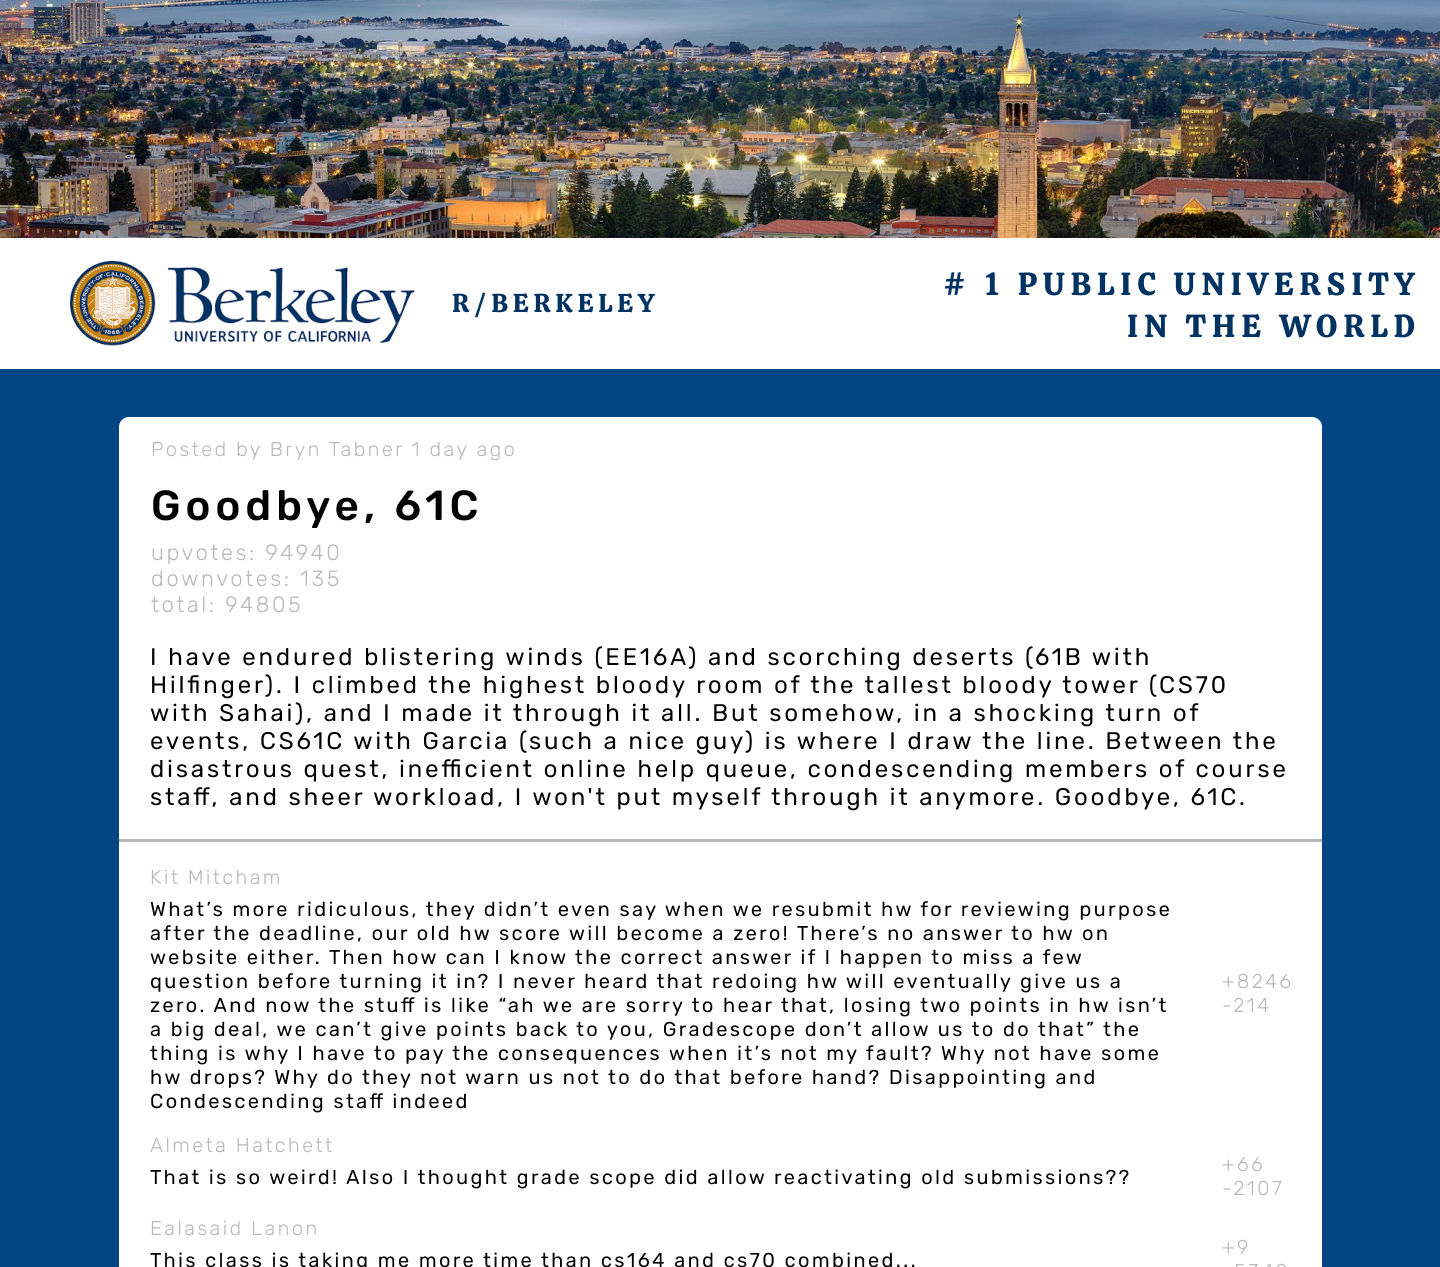 Berkeley
UNIVERSITY OF CALIFORNIA
R/BERKELEY
# 1 PUBLIC UNIVERSITY
IN THE WORLD
Posted by Bryn Tabner 1 day ago
Goodbye, 61C
upvotes: 94940
downvotes: 135
total: 94805
I have endured blistering winds (EE16A) and scorching deserts (61B with
Hilfinger). I climbed the highest bloody room of the tallest bloody tower (CS70
with Sahai), and I made it through it all. But somehow, in a shocking turn of
events, CS61C with Garcia (such a nice guy) is where I draw the line. Between the
disastrous quest, inefficient online help queue, condescending members of course
staff, and sheer workload, I won't put myself through it anymore. Goodbye, 61C.
Kit Mitcham
What’s more ridiculous, they didn’t even say when we resubmit hw for reviewing purpose
after the deadline, our old hw score will become a zero! There’s no answer to hw on
website either. Then how can I know the correct answer if I happen to miss a few
question before turning it in? I never heard that redoing hw will eventually give us a
zero. And now the stuff is like “ah we are sorry to hear that, losing two points in hw isn’t
a big deal, we can’t give points back to you, Gradescope don’t allow us to do that” the
thing is why I have to pay the consequences when it’s not my fault? Why not have some
hw drops? Why do they not warn us not to do that before hand? Disappointing and
Condescending staff indeed
+8246
-214
Almeta Hatchett
That is so weird! Also I thought grade scope did allow reactivating old submissions??
+66
-2107
Ealasaid Lanon
This class is taking me more time than cs164 and cs70 combined...
+9